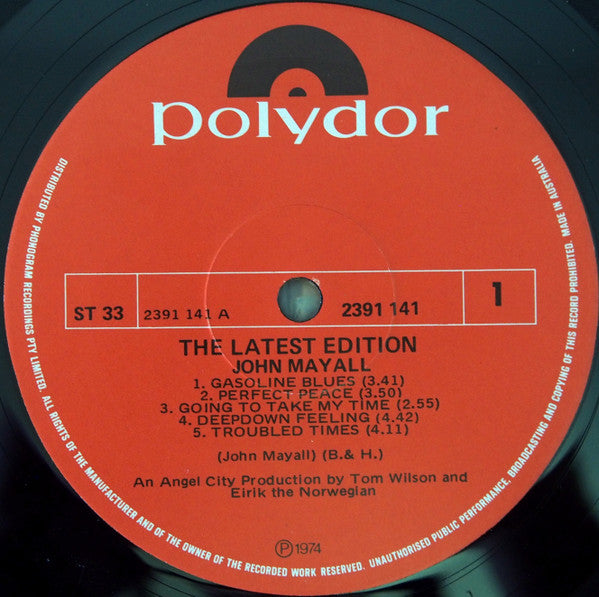 polydor
ST 33
2391 141 A
2391 141
1
THE LATEST EDITION
JOHN MAYALL
1. GASOLINE BLUES (3.41)
2. PERFECT PEACE (3.50)
3. GOING TO TAKE MY TIME (2.55)
4. DEEPDOWN FEELING (4.42)
5. TROUBLED TIMES (4.11)
(John Mayall) (B.& H.)
An Angel City Production by Tom Wilson and
Eirik the Norwegian
Ⓟ1974
DISTRIBUTED BY PHONOGRAM RECORDINGS PTY LIMITED. ALL RIGHTS OF THE MANUFACTURER AND OF THE OWNER OF THE RECORDED WORK RESERVED. UNAUTHORISED PUBLIC PERFORMANCE, BROADCASTING AND COPYING OF THIS RECORD PROHIBITED. MADE IN AUSTRALIA